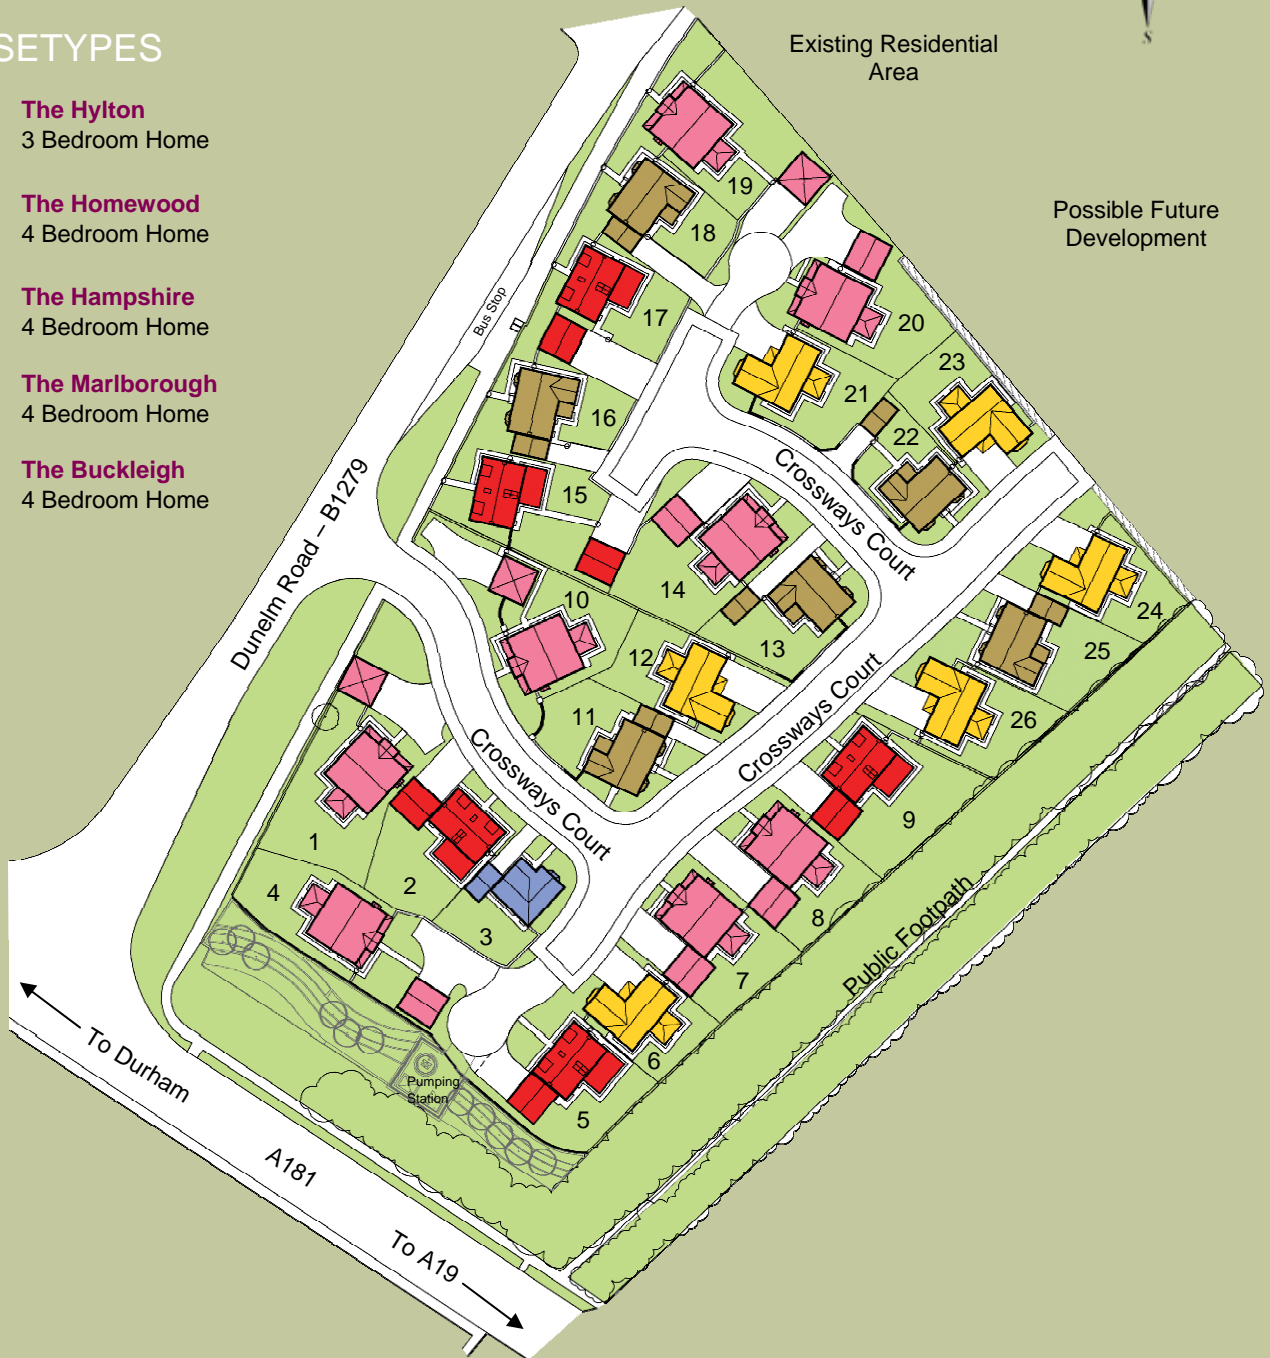 SETYPES
The Hylton
3 Bedroom Home
The Homewood
4 Bedroom Home
The Hampshire
4 Bedroom Home
The Marlborough
4 Bedroom Home
The Buckleigh
4 Bedroom Home
S
Existing Residential
Area
Possible Future
Development
Bus Stop
Dunelm Road – B1279
19
18
17
20
23
21
16
22
15
Crossways Court
10
14
24
12
13
25
11
26
Crossways Court
Crossways Court
1
9
2
4
8
3
7
Public Footpath
6
5
Pumping
Station
To Durham
A181
To A19